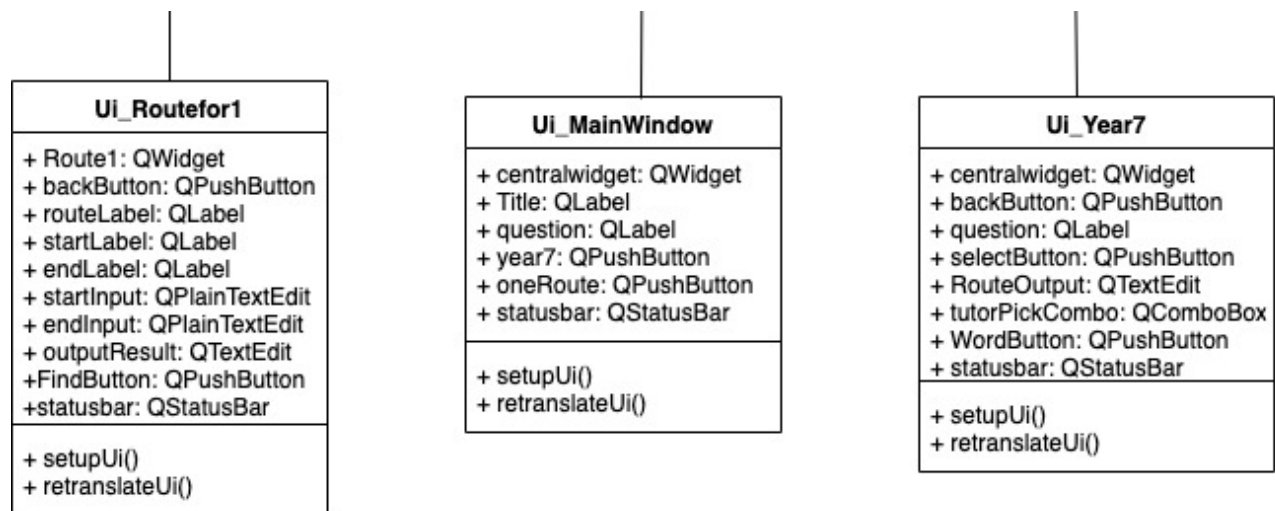 Ui_Routefor1
+ Route1: QWidget
+ backButton: QPushButton
+ routeLabel: QLabel
+ startLabel: QLabel
+ endLabel: QLabel
+ startInput: QPlainTextEdit
+ endInput: QPlainTextEdit
+ outputResult: QTextEdit
+FindButton: QPushButton
+statusbar: QStatusBar
+ setupUi()
+ retranslateUi()
Ui_MainWindow
+ centralwidget: QWidget
+ Title: QLabel
+ question: QLabel
+ year7: QPushButton
+ oneRoute: QPushButton
+ statusbar: QStatusBar
+ setupUi()
+ retranslateUi()
Ui_Year7
+ centralwidget: QWidget
+ backButton: QPushButton
+ question: QLabel
+ selectButton: QPushButton
+ RouteOutput: QTextEdit
+ tutorPickCombo: QComboBox
+ WordButton: QPushButton
+ statusbar: QStatusBar
+ setupUi()
+ retranslateUi()